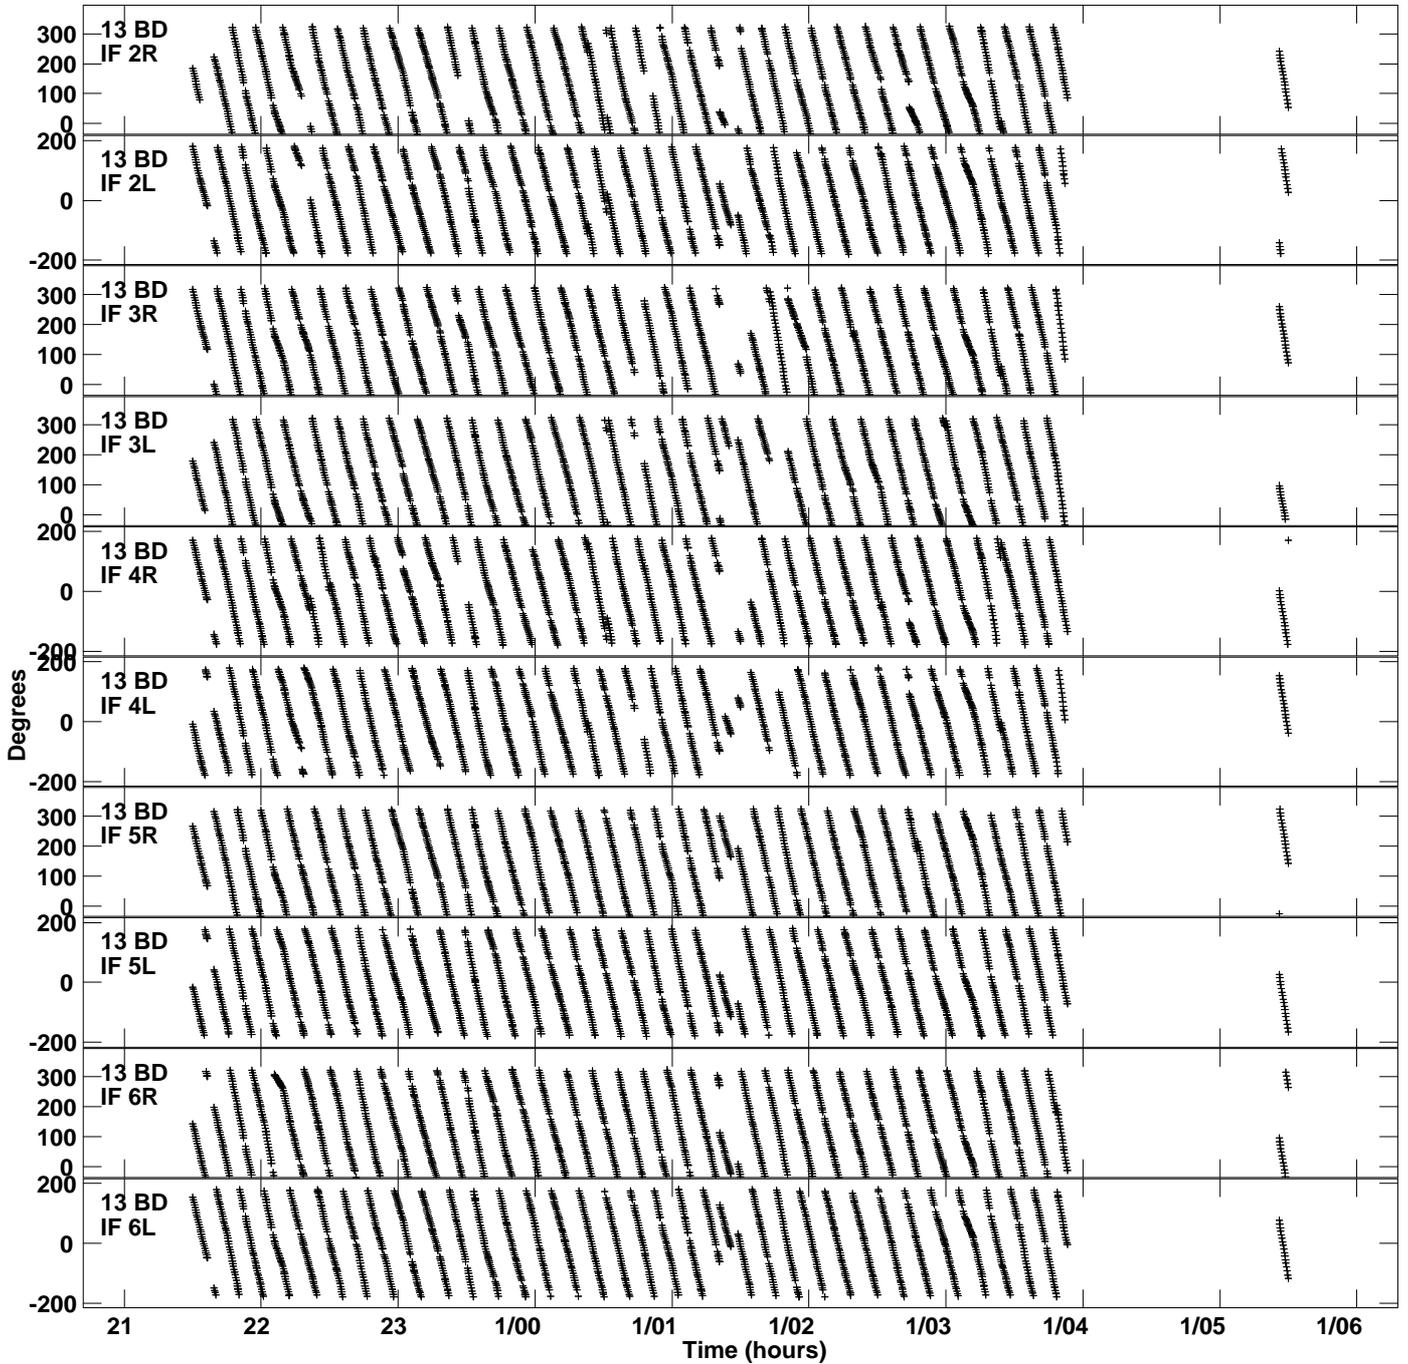 13 BD
IF 2R
300
200
100
0
13 BD
IF 2L
200
0
-200
13 BD
IF 3R
300
200
100
0
13 BD
IF 3L
300
200
100
0
13 BD
IF 4R
200
0
-200
13 BD
IF 4L
200
0
-200
13 BD
IF 5R
300
200
100
0
13 BD
IF 5L
200
0
-200
13 BD
IF 6R
300
200
100
0
13 BD
IF 6L
200
0
-200
Degrees
21 22 23 1/00 1/01 1/02 1/03 1/04 1/05 1/06
Time (hours)